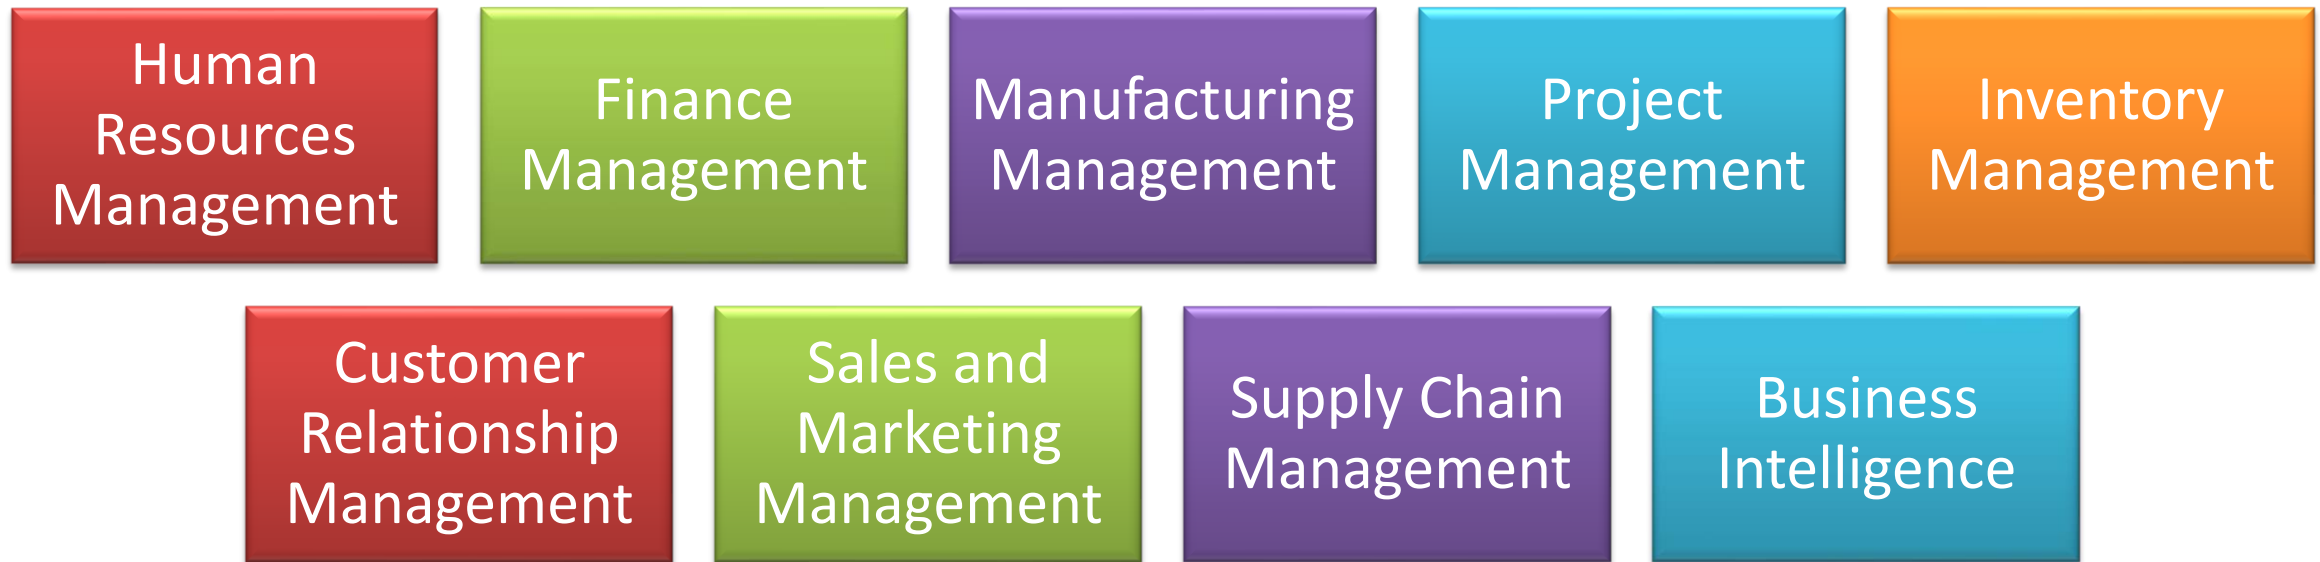 Human
Resources
Management
Finance
Management
Manufacturing
Management
Project
Management
Inventory
Management
Customer
Relationship
Management
Sales and
Marketing
Management
Supply Chain
Management
Business
Intelligence